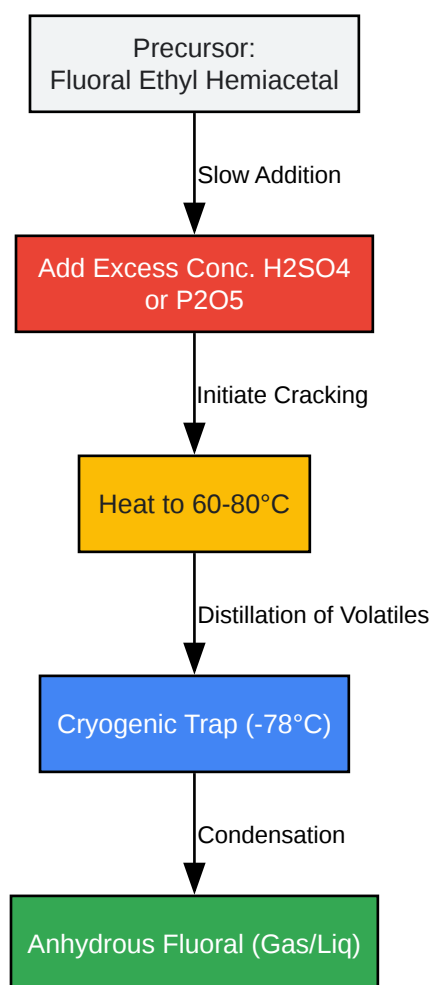 Precursor:
Fluoral Ethyl Hemiacetal
Slow Addition
Add Excess Conc. H2SO4
or P2O5
Initiate Cracking
Heat to 60-80°C
Distillation of Volatiles
Cryogenic Trap (-78°C)
Condensation
Anhydrous Fluoral (Gas/Liq)